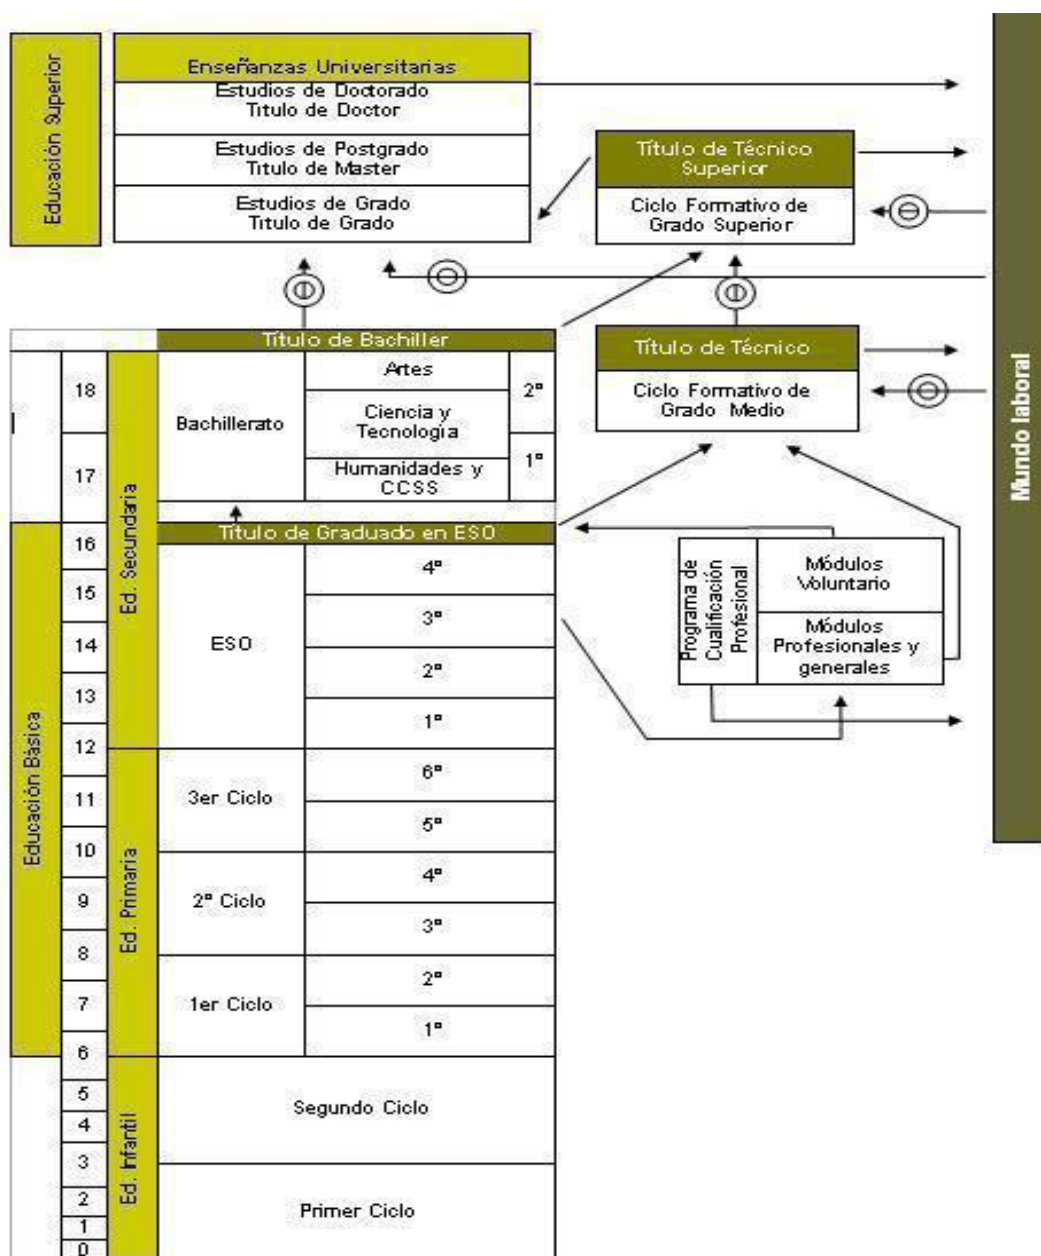 Educación Superior
Enseñanzas Universitarias
Estudios de Doctorado
Titulo de Doctor
Estudios de Postgrado
Titulo de Master
Estudios de Grado
Titulo de Grado
Título de Técnico
Superior
Ciclo Formativo de
Grado Superior
Título de Técnico
Ciclo Formativo de
Grado Medio
Mundo laboral
Título de Bachiller
18
17
Ed. Secundaria
Bachillerato
Artes
Ciencia y
Tecnología
Humanidades y
CCSS
2º
1º
Título de Graduado en ESO
Educación Básica
16
15
14
13
12
ESO
4º
3º
2º
1º
Programa de
Cualificación
Profesional
Módulos
Voluntario
Módulos
Profesionales y
generales
11
10
9
8
7
6
Ed. Primaria
3er Ciclo
6º
5º
2º Ciclo
4º
3º
1er Ciclo
2º
1º
5
4
3
2
1
0
Ed. Infantil
Segundo Ciclo
Primer Ciclo